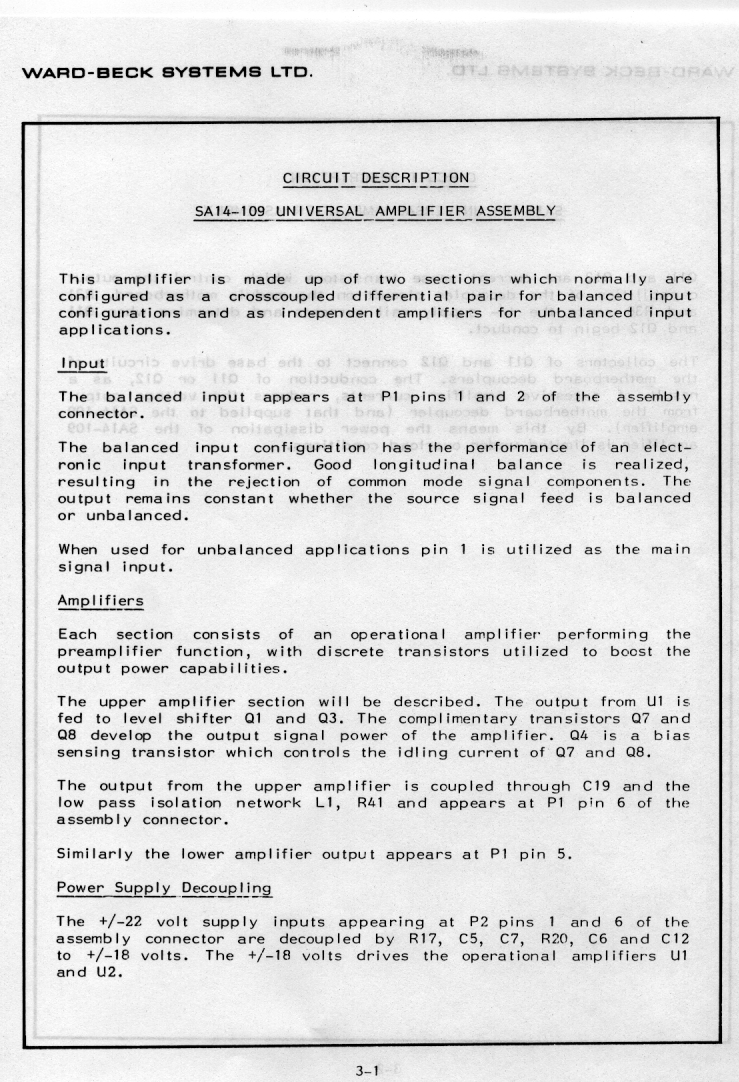 WARD-BECK SYSTEMS LTD.
CIRCUIT DESCRIPTION
SA14-109 UNIVERSAL AMPLIFIER ASSEMBLY
This amplifier is made up of two sections which normally are
configured as a crosscoupled differential pair for balanced input
configurations and as independent amplifiers for unbalanced input
applications.
Input
The balanced input appears at P1 pins 1 and 2 of the assembly
connector.
The balanced input configuration has the performance of an elect-
ronic input transformer. Good longitudinal balance is realized,
resulting in the rejection of common mode signal components. The
output remains constant whether the source signal feed is balanced
or unbalanced.
When used for unbalanced applications pin 1 is utilized as the main
signal input.
Amplifiers
Each section consists of an operational amplifier performing the
preamplifier function, with discrete transistors utilized to boost the
output power capabilities.
The upper amplifier section will be described. The output from U1 is
fed to level shifter Q1 and Q3. The complimentary transistors Q7 and
Q8 develop the output signal power of the amplifier. Q4 is a bias
sensing transistor which controls the idling current of Q7 and Q8.
The output from the upper amplifier is coupled through C19 and the
low pass isolation network L1, R41 and appears at P1 pin 6 of the
assembly connector.
Similarly the lower amplifier output appears at P1 pin 5.
Power Supply Decoupling
The +/-22 volt supply inputs appearing at P2 pins 1 and 6 of the
assembly connector are decoupled by R17, C5, C7, R20, C6 and C12
to +/-18 volts. The +/-18 volts drives the operational amplifiers U1
and U2.
3-1